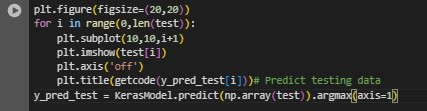 plt.figure(figsize=(20,20))
for i in range(0,len(test)):
    plt.subplot(10,10,i+1)
    plt.imshow(test[i])
    plt.axis('off')
    plt.title(getcode(y_pred_test[i]))# Predict testing data
y_pred_test = KerasModel.predict(np.array(test)).argmax(axis=1)